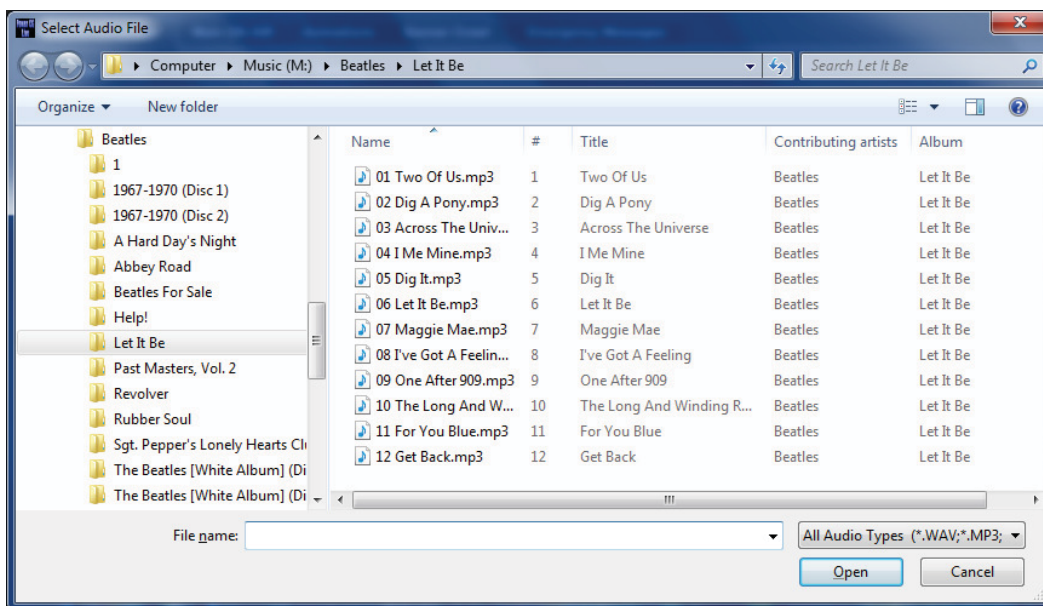 Select Audio File
Computer Music (M:) Beatles Let It Be Search Let It Be
Organize New folder
Beatles
1
1967-1970 (Disc 1)
1967-1970 (Disc 2)
A Hard Day's Night
Abbey Road
Beatles For Sale
Help!
Let It Be
Past Masters, Vol. 2
Revolver
Rubber Soul
Sgt. Pepper's Lonely Hearts Clu
The Beatles [White Album] (Di
The Beatles [White Album] (Di
Name # Title Contributing artists Album
01 Two Of Us.mp3 1 Two Of Us Beatles Let It Be
02 Dig A Pony.mp3 2 Dig A Pony Beatles Let It Be
03 Across The Univ... 3 Across The Universe Beatles Let It Be
04 I Me Mine.mp3 4 I Me Mine Beatles Let It Be
05 Dig It.mp3 5 Dig It Beatles Let It Be
06 Let It Be.mp3 6 Let It Be Beatles Let It Be
07 Maggie Mae.mp3 7 Maggie Mae Beatles Let It Be
08 I've Got A Feelin... 8 I've Got A Feeling Beatles Let It Be
09 One After 909.mp3 9 One After 909 Beatles Let It Be
10 The Long And W... 10 The Long And Winding R... Beatles Let It Be
11 For You Blue.mp3 11 For You Blue Beatles Let It Be
12 Get Back.mp3 12 Get Back Beatles Let It Be
File name: All Audio Types (*.WAV;*.MP3;
Open Cancel